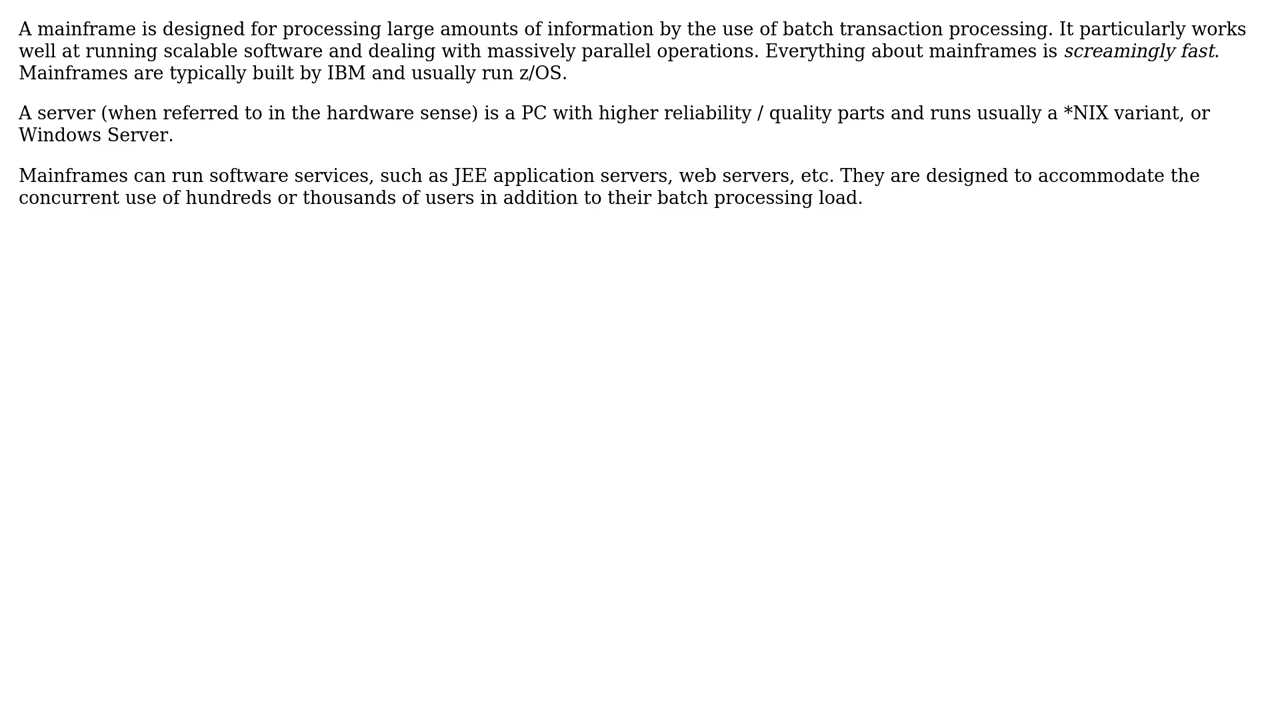 A mainframe is designed for processing large amounts of information by the use of batch transaction processing. It particularly works
well at running scalable software and dealing with massively parallel operations. Everything about mainframes is screamingly fast.
Mainframes are typically built by IBM and usually run z/OS.
A server (when referred to in the hardware sense) is a PC with higher reliability / quality parts and runs usually a *NIX variant, or
Windows Server.
Mainframes can run software services, such as JEE application servers, web servers, etc. They are designed to accommodate the
concurrent use of hundreds or thousands of users in addition to their batch processing load.